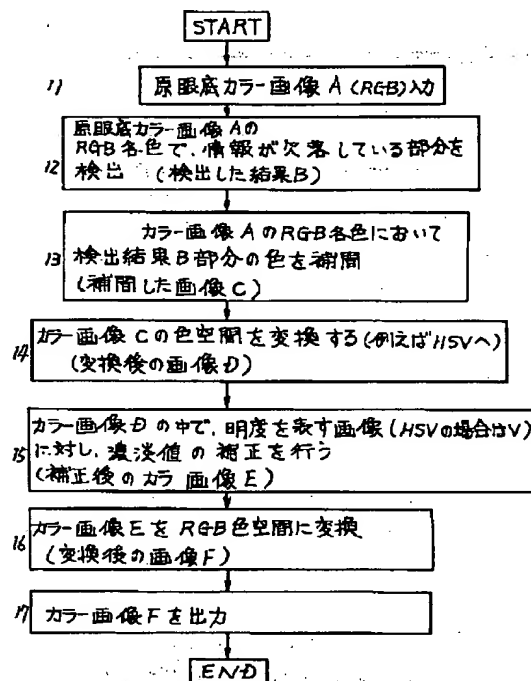 START
11 原眼底カラー画像A(RGB)入力
原眼底カラー画像Aの
RGB各色で、情報が欠落している部分を
12 検出 (検出した結果B)
カラー画像AのRGB各色において
13 検出結果B部分の色を補間
(補間した画像C)
カラー画像Cの色空間を変換する(例えばHSVへ)
14 (変換後の画像D)
カラー画像Dの中で、明度を表す画像(HSVの場合はV)
15 に対し、濃淡値の補正を行う
(補正後のカラ画像E)
カラー画像EをRGB色空間に変換
16 (変換後の画像F)
17 カラー画像Fを出力
END